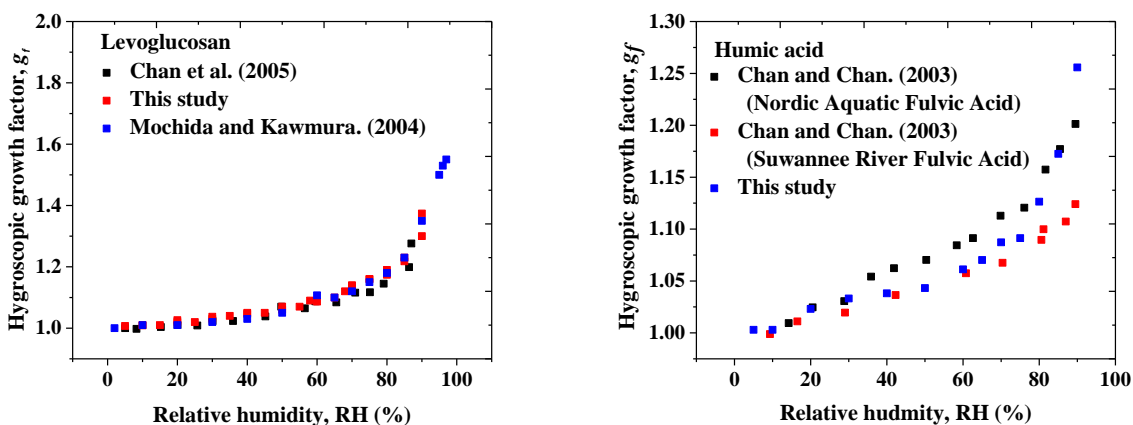 2.0
1.8
1.6
1.4
1.2
1.0
Hygroscopic growth factor, gf
Levoglucosan
Chan et al. (2005)
This study
Mochida and Kawmura. (2004)
0 20 40 60 80 100
Relative humidity, RH (%)
1.30
1.25
1.20
1.15
1.10
1.05
1.00
Hygroscopic growth factor, gf
Humic acid
Chan and Chan. (2003)
(Nordic Aquatic Fulvic Acid)
Chan and Chan. (2003)
(Suwannee River Fulvic Acid)
This study
0 20 40 60 80 100
Relative hudmity, RH (%)